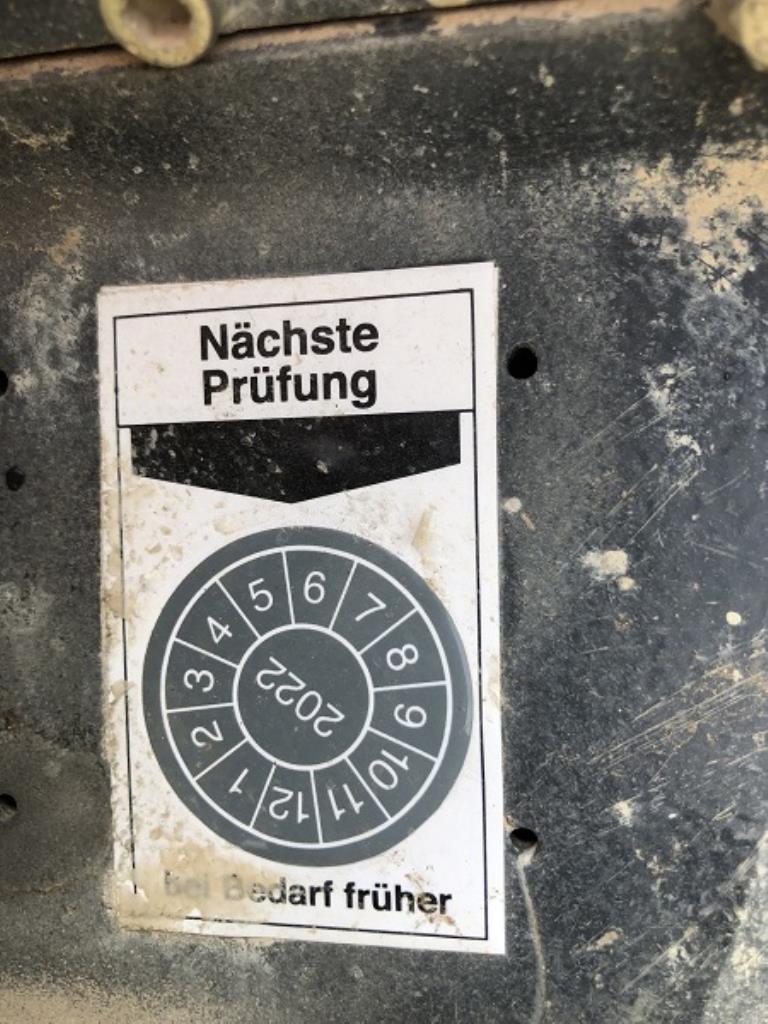 Nächste
Prüfung
1 2 3 4 5 6 7 8 9 10 11 12
2022
Bei Bedarf früher